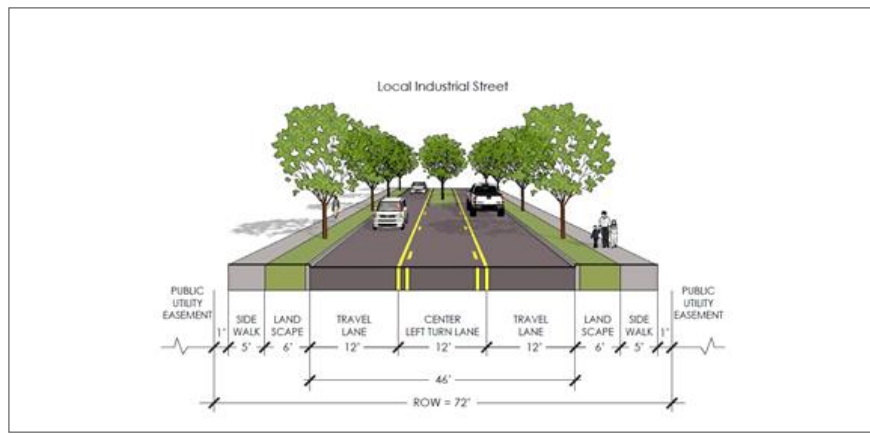 Local Industrial Street
PUBLIC
UTILITY
EASEMENT
1'
SIDE
WALK
5'
LAND
SCAPE
6'
TRAVEL
LANE
12'
CENTER
LEFT TURN LANE
12'
TRAVEL
LANE
12'
LAND
SCAPE
6'
SIDE
WALK
5'
1'
PUBLIC
UTILITY
EASEMENT
46'
ROW = 72'